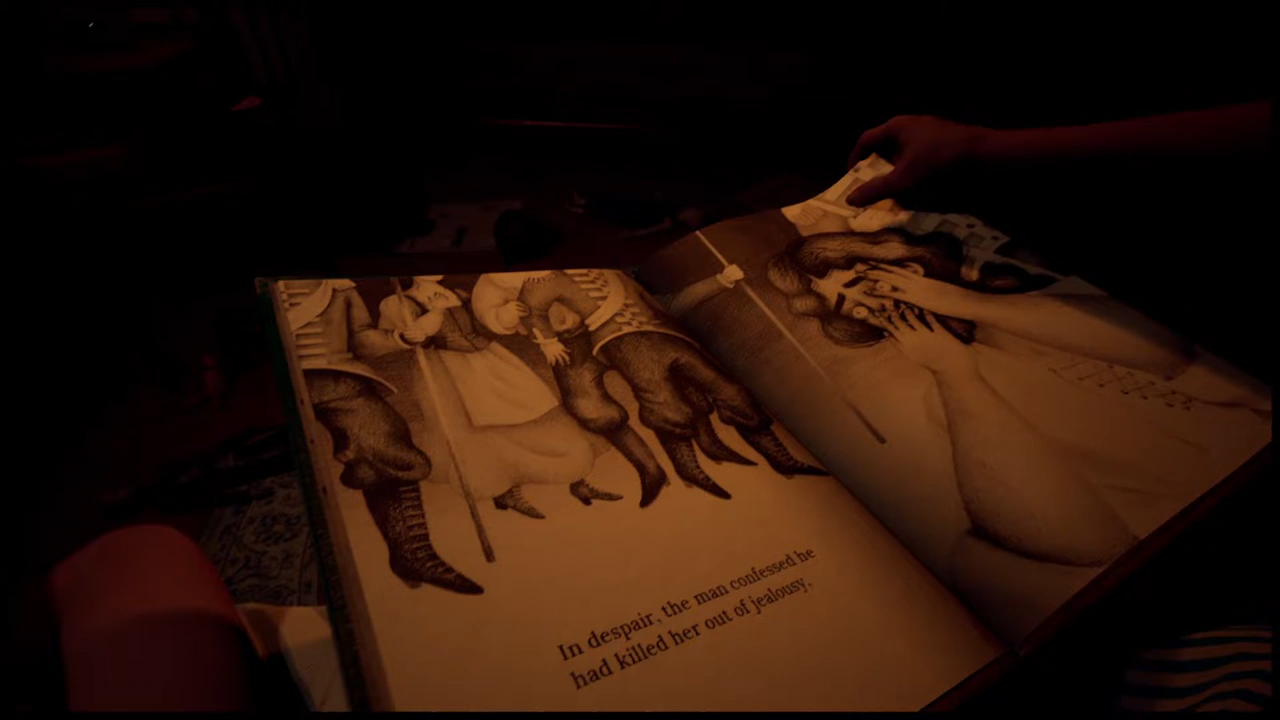 In despair, the man confessed he
had killed her out of jealousy.